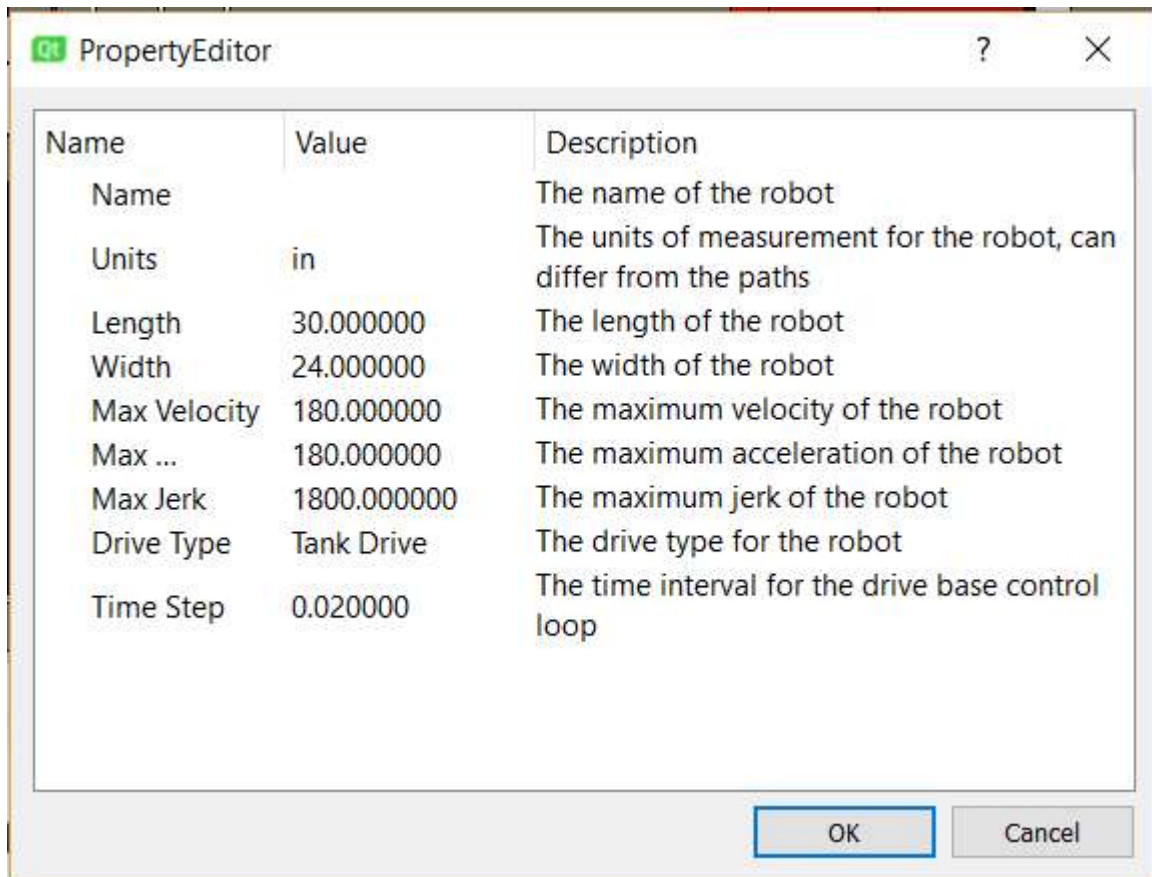 Qt PropertyEditor ? ×
Name Value Description
Name The name of the robot
Units in The units of measurement for the robot, can
differ from the paths
Length 30.000000 The length of the robot
Width 24.000000 The width of the robot
Max Velocity 180.000000 The maximum velocity of the robot
Max ... 180.000000 The maximum acceleration of the robot
Max Jerk 1800.000000 The maximum jerk of the robot
Drive Type Tank Drive The drive type for the robot
Time Step 0.020000 The time interval for the drive base control
loop
OK Cancel